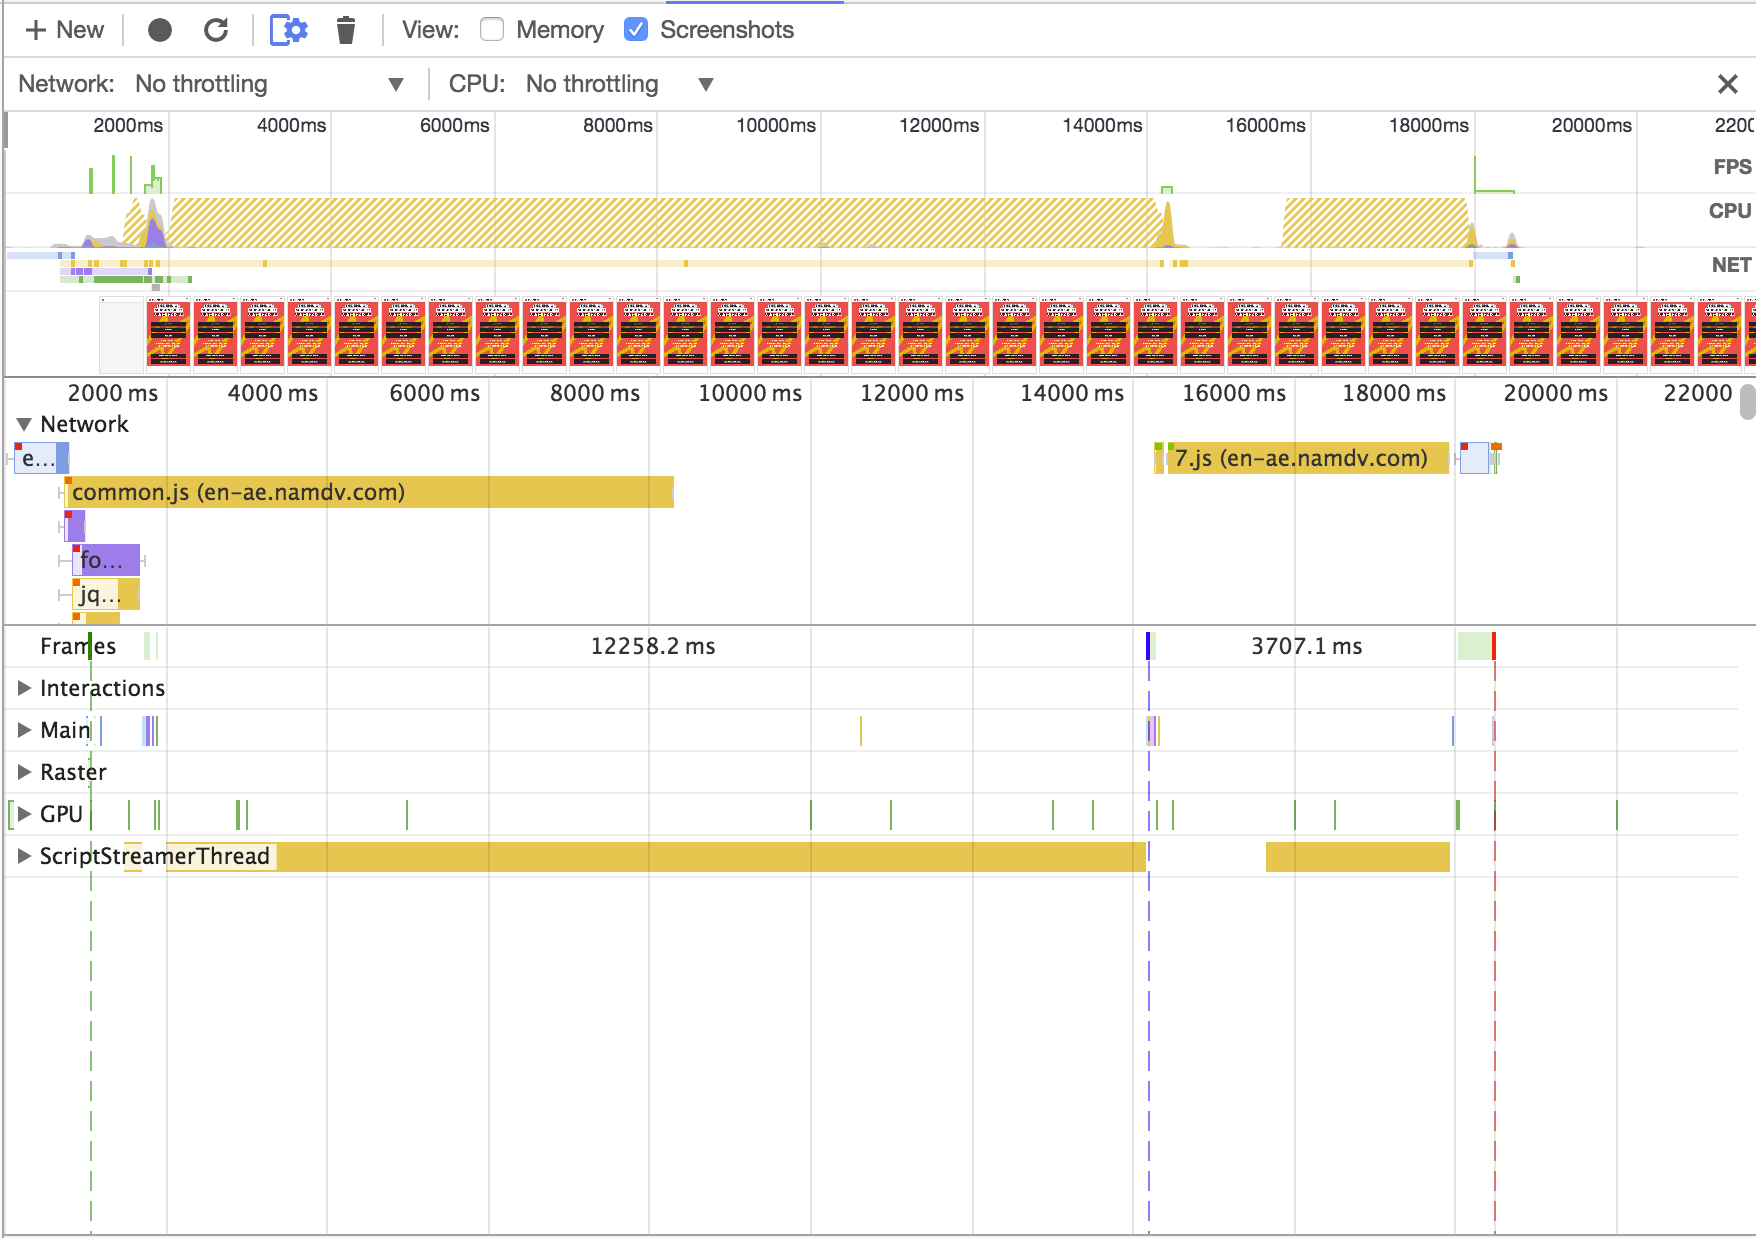 New View: Memory Screenshots
Network: No throttling CPU: No throttling
2000ms 4000ms 6000ms 8000ms 10000ms 12000ms 14000ms 16000ms 18000ms 20000ms 2200
FPS
CPU
NET
2000 ms 4000 ms 6000 ms 8000 ms 10000 ms 12000 ms 14000 ms 16000 ms 18000 ms 20000 ms 22000
Network
e... 7.js (en-ae.namdv.com)
common.js (en-ae.namdv.com)
fo...
jq...
Frames 12258.2 ms 3707.1 ms
Interactions
Main
Raster
GPU
ScriptStreamerThread